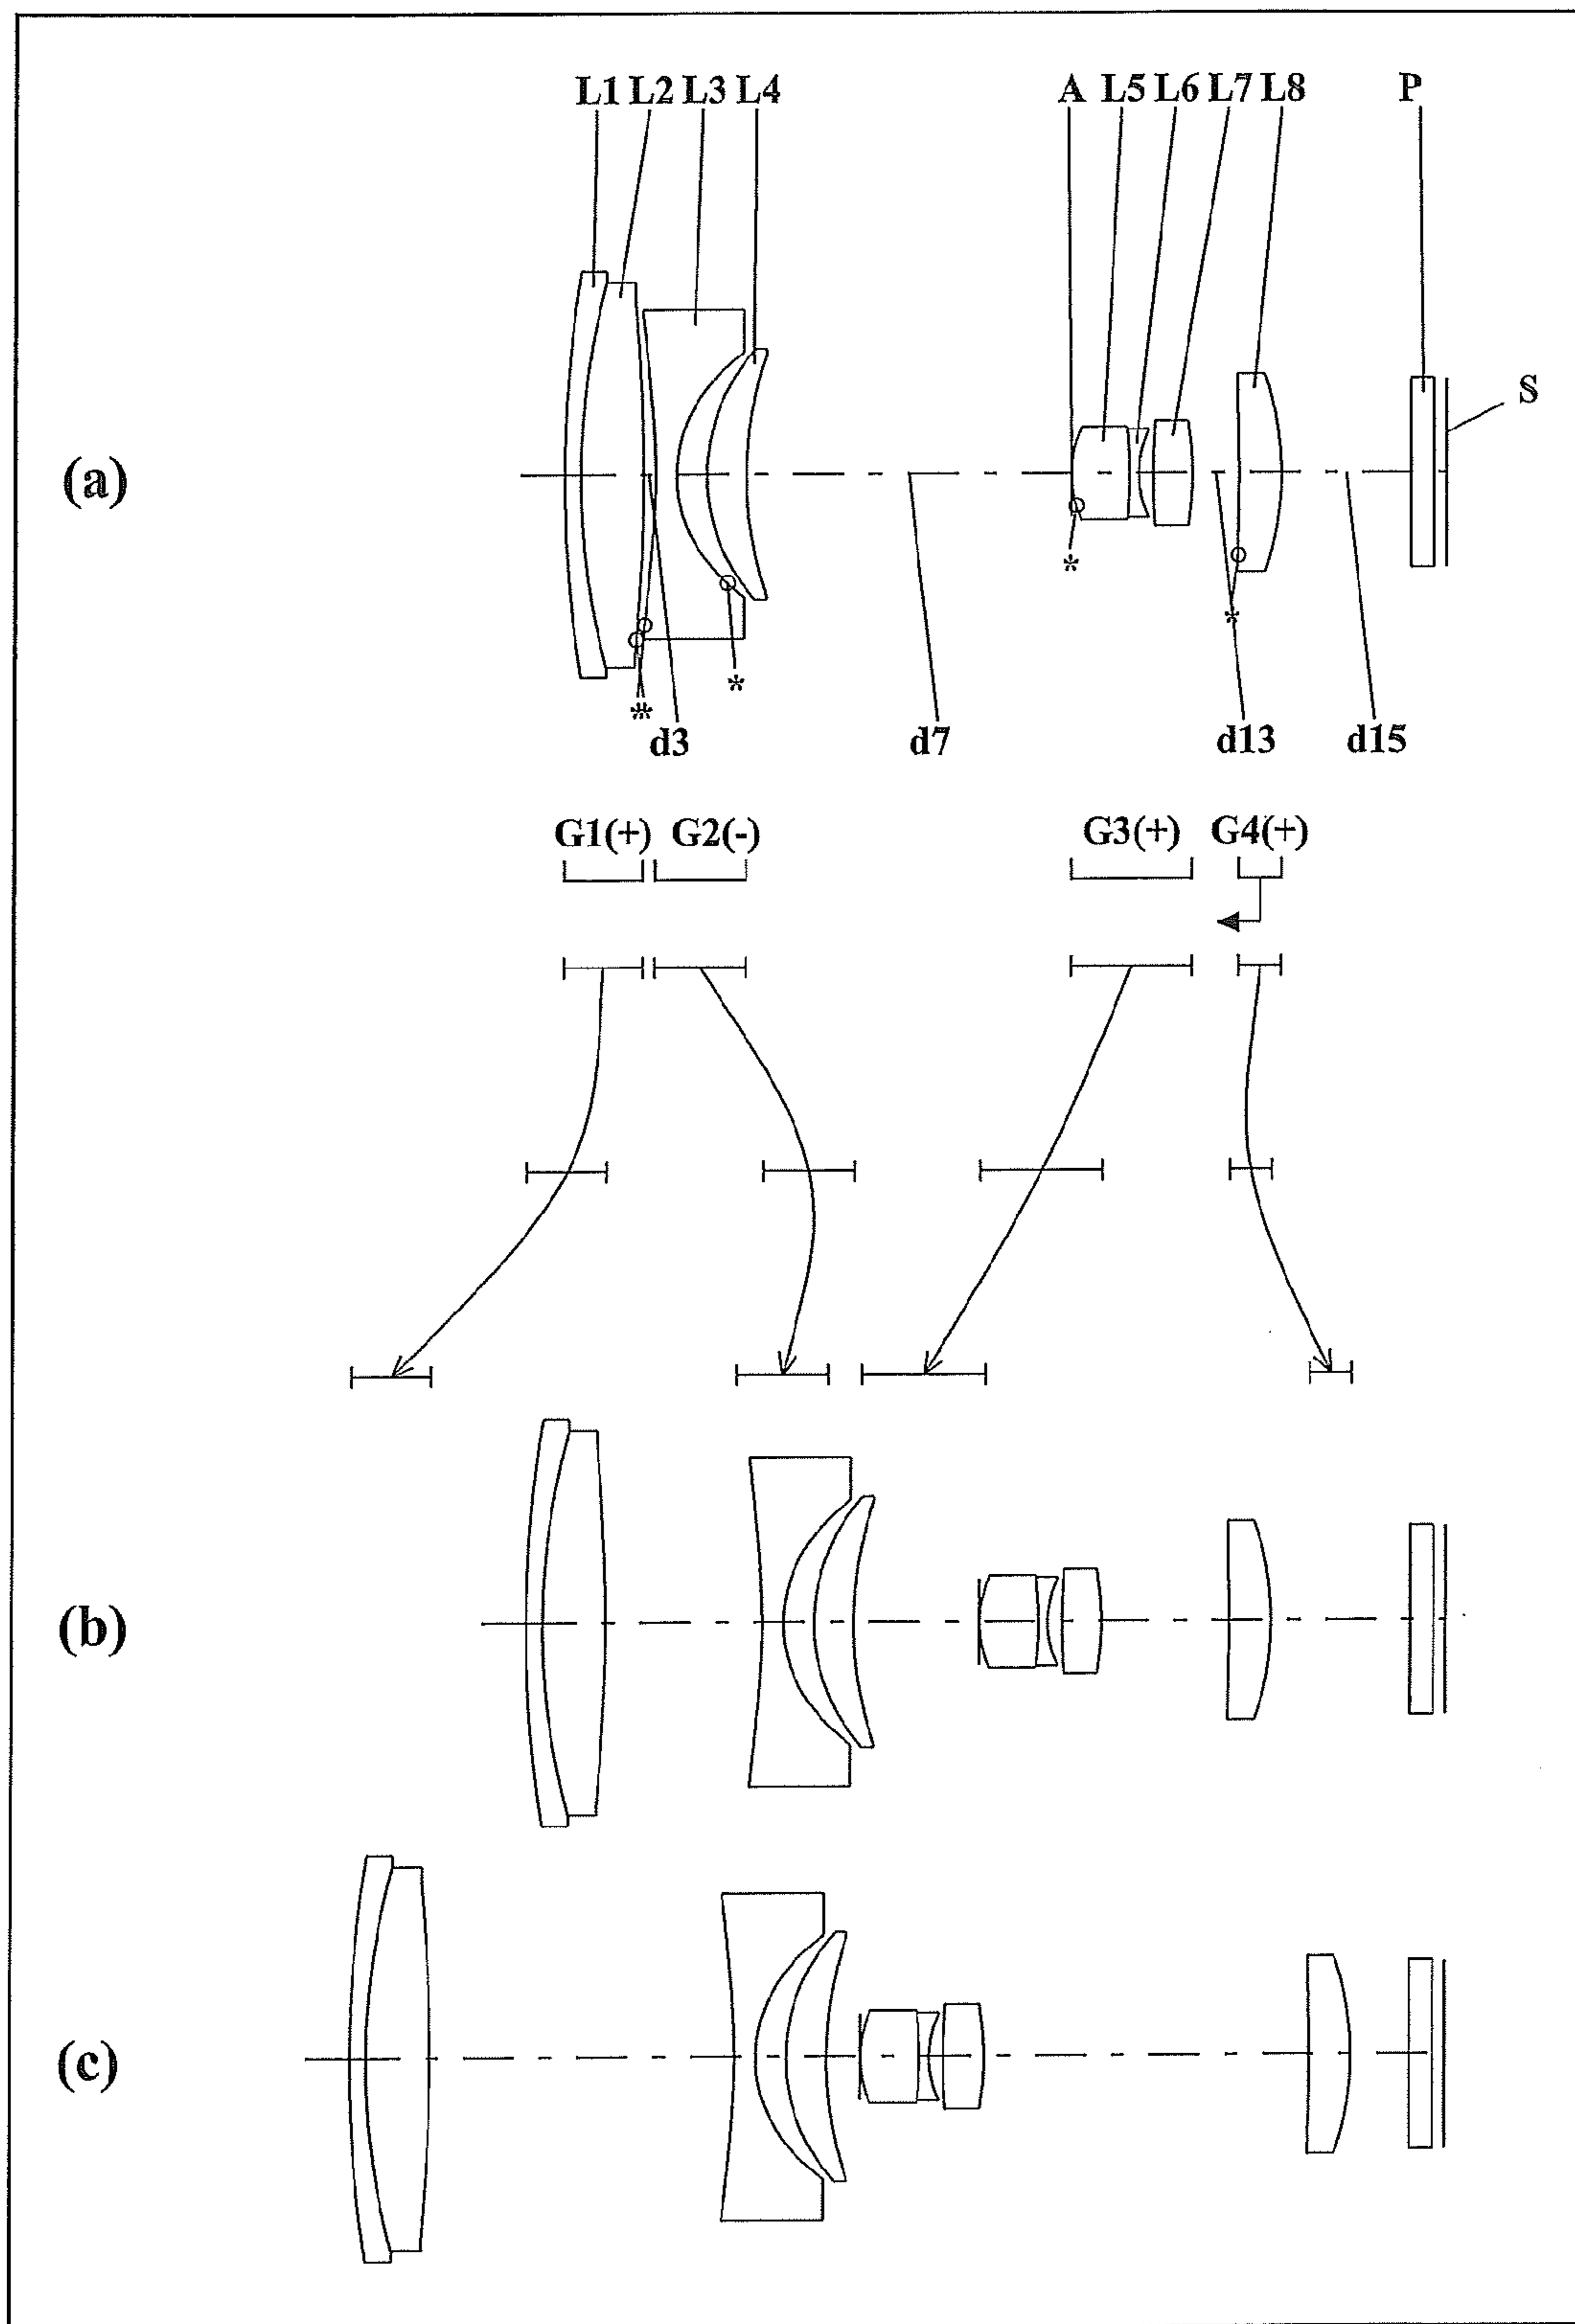 L1 L2 L3 L4 A L5 L6 L7 L8 P
S
(a)
*
*
* *
*
d3 d7 d13 d15
G1(+) G2(-) G3(+) G4(+)
(b)
(c)